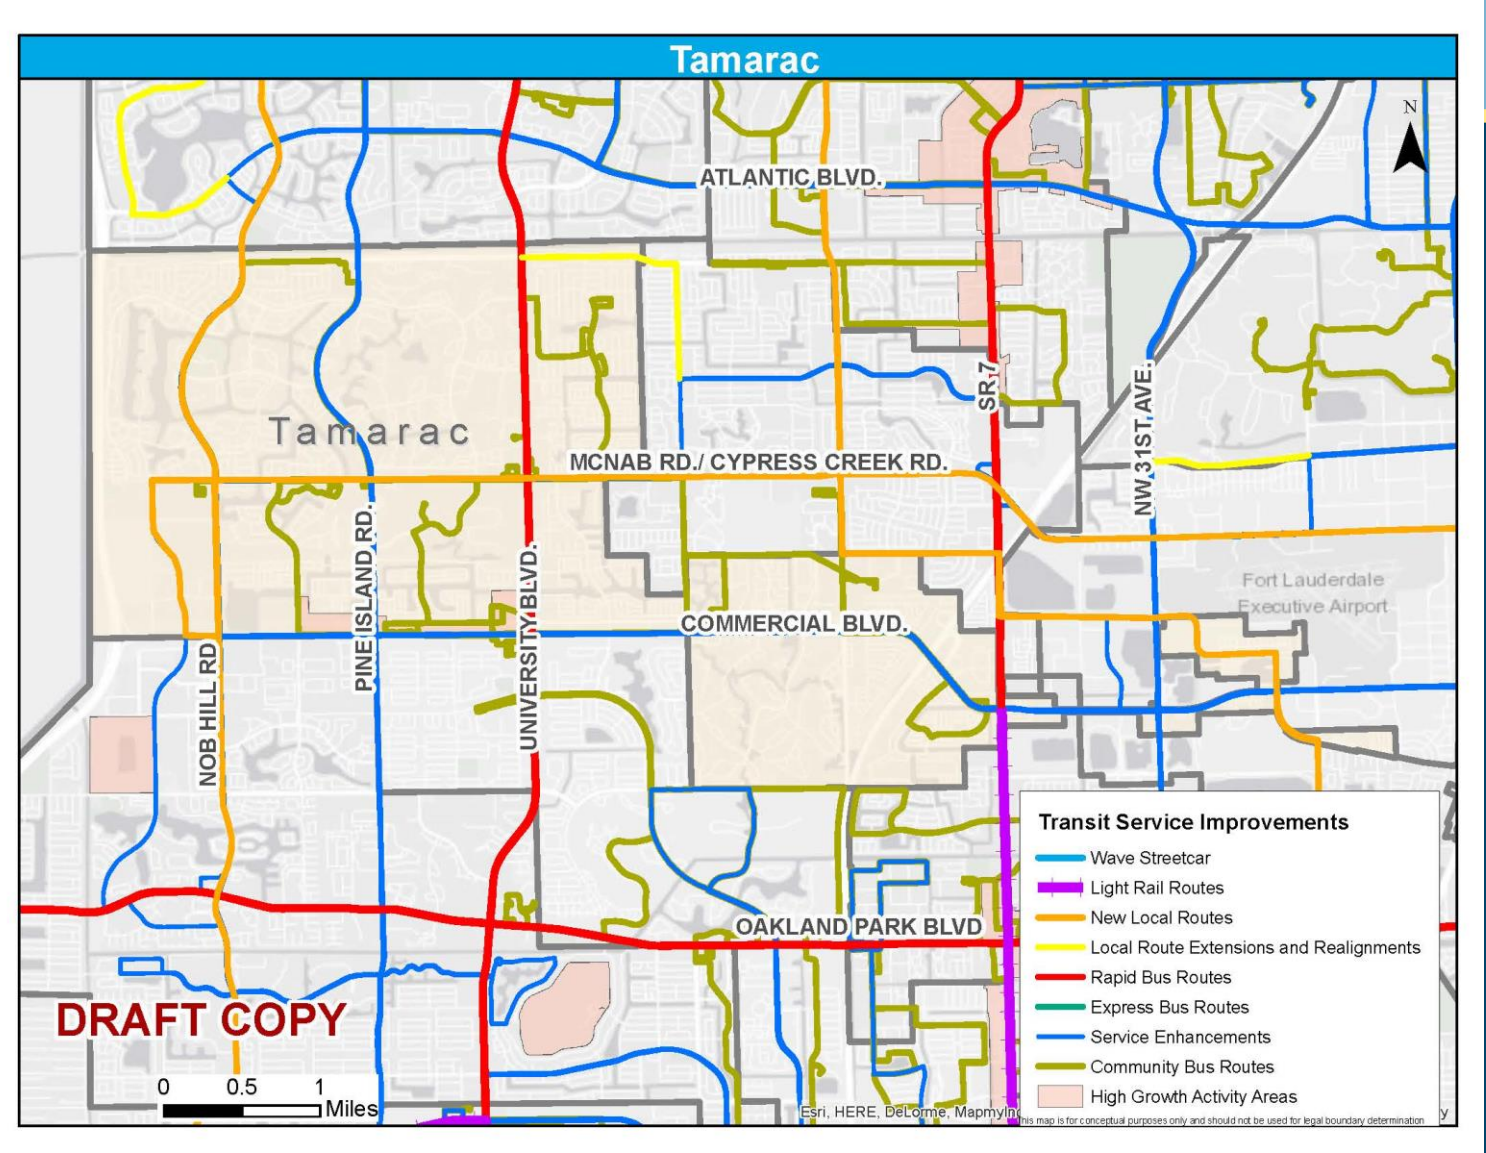 Tamarac
N
ATLANTIC BLVD.
SR 7
NW 31ST. AVE.
Tamarac
MCNAB RD./ CYPRESS CREEK RD.
PINE ISLAND RD.
UNIVERSITY BLVD.
Fort Lauderdale
Executive Airport
COMMERCIAL BLVD.
NOB HILL RD
OAKLAND PARK BLVD
Transit Service Improvements
Wave Streetcar
Light Rail Routes
New Local Routes
Local Route Extensions and Realignments
Rapid Bus Routes
Express Bus Routes
Service Enhancements
Community Bus Routes
High Growth Activity Areas
DRAFT COPY
0 0.5 1
Miles
Esri, HERE, DeLorme, MapmyInd
his map is for conceptual purposes only and should not be used for legal boundary determination
y